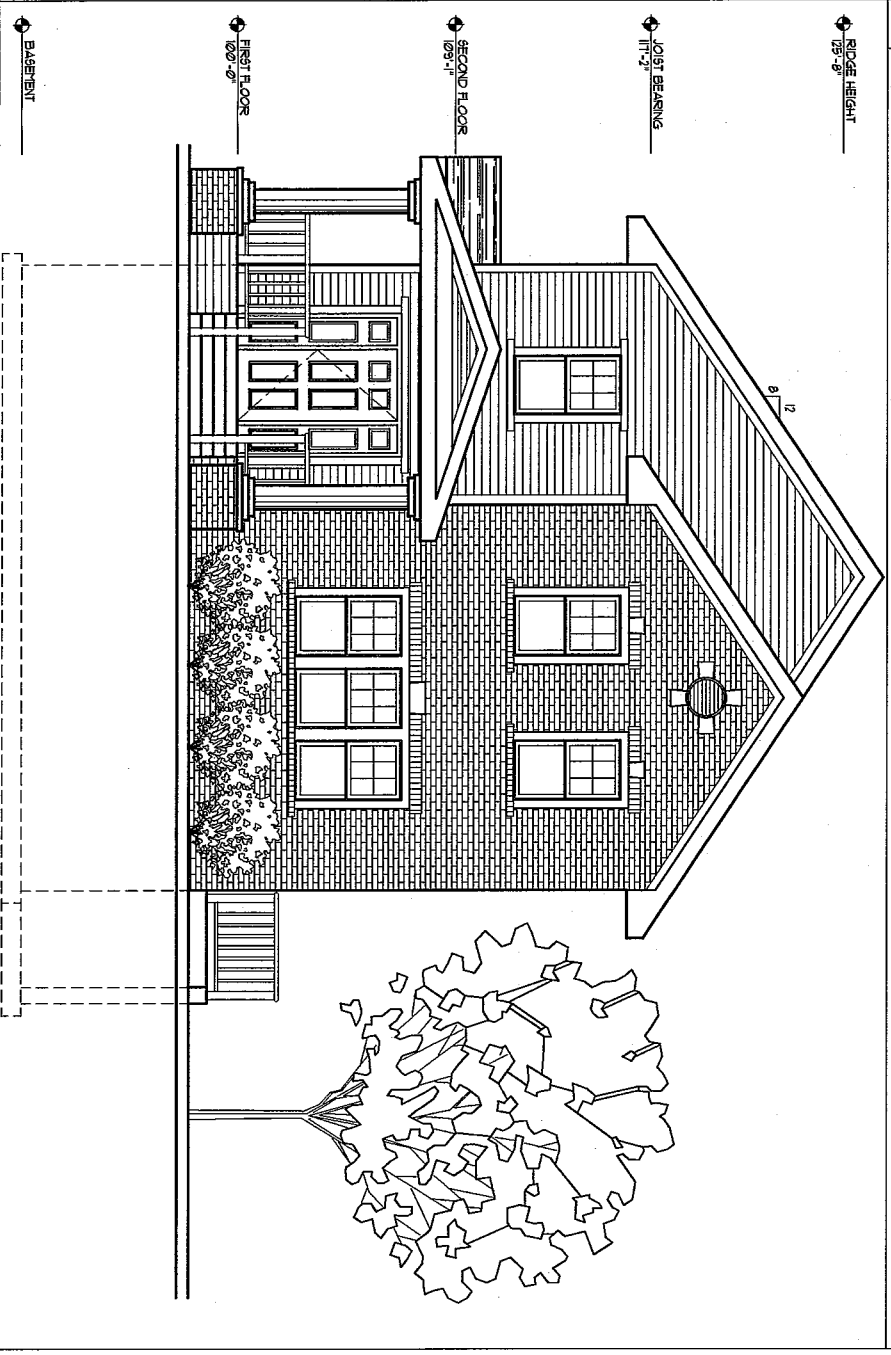 RIDGE HEIGHT
125'-8"
12
8
JOIST BEARING
117'-2"
SECOND FLOOR
109'-1"
FIRST FLOOR
100'-0"
BASEMENT